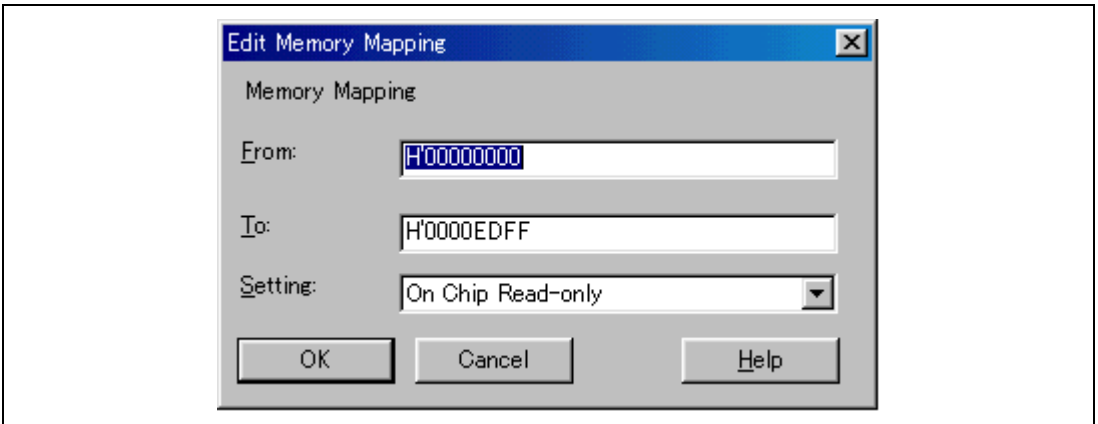 Edit Memory Mapping
Memory Mapping
From: H'00000000
To: H'0000EDFF
Setting: On Chip Read-only
OK Cancel Help